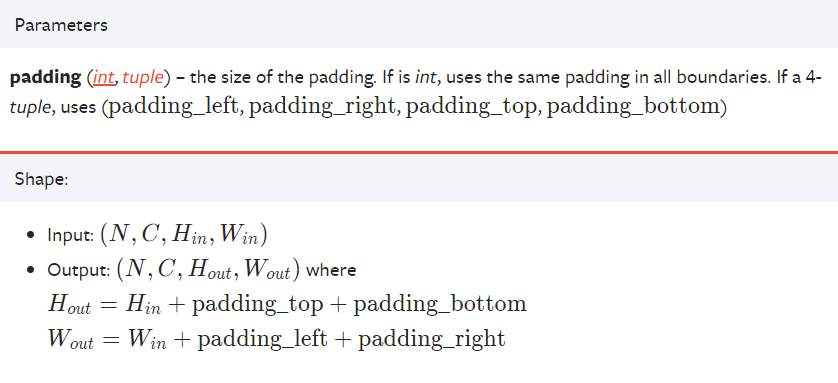 Parameters
padding (int, tuple) – the size of the padding. If is int, uses the same padding in all boundaries. If a 4-
tuple, uses (padding_left, padding_right, padding_top, padding_bottom)
Shape:
• Input: (N, C, H_in, W_in)
• Output: (N, C, H_out, W_out) where
H_out = H_in + padding_top + padding_bottom
W_out = W_in + padding_left + padding_right